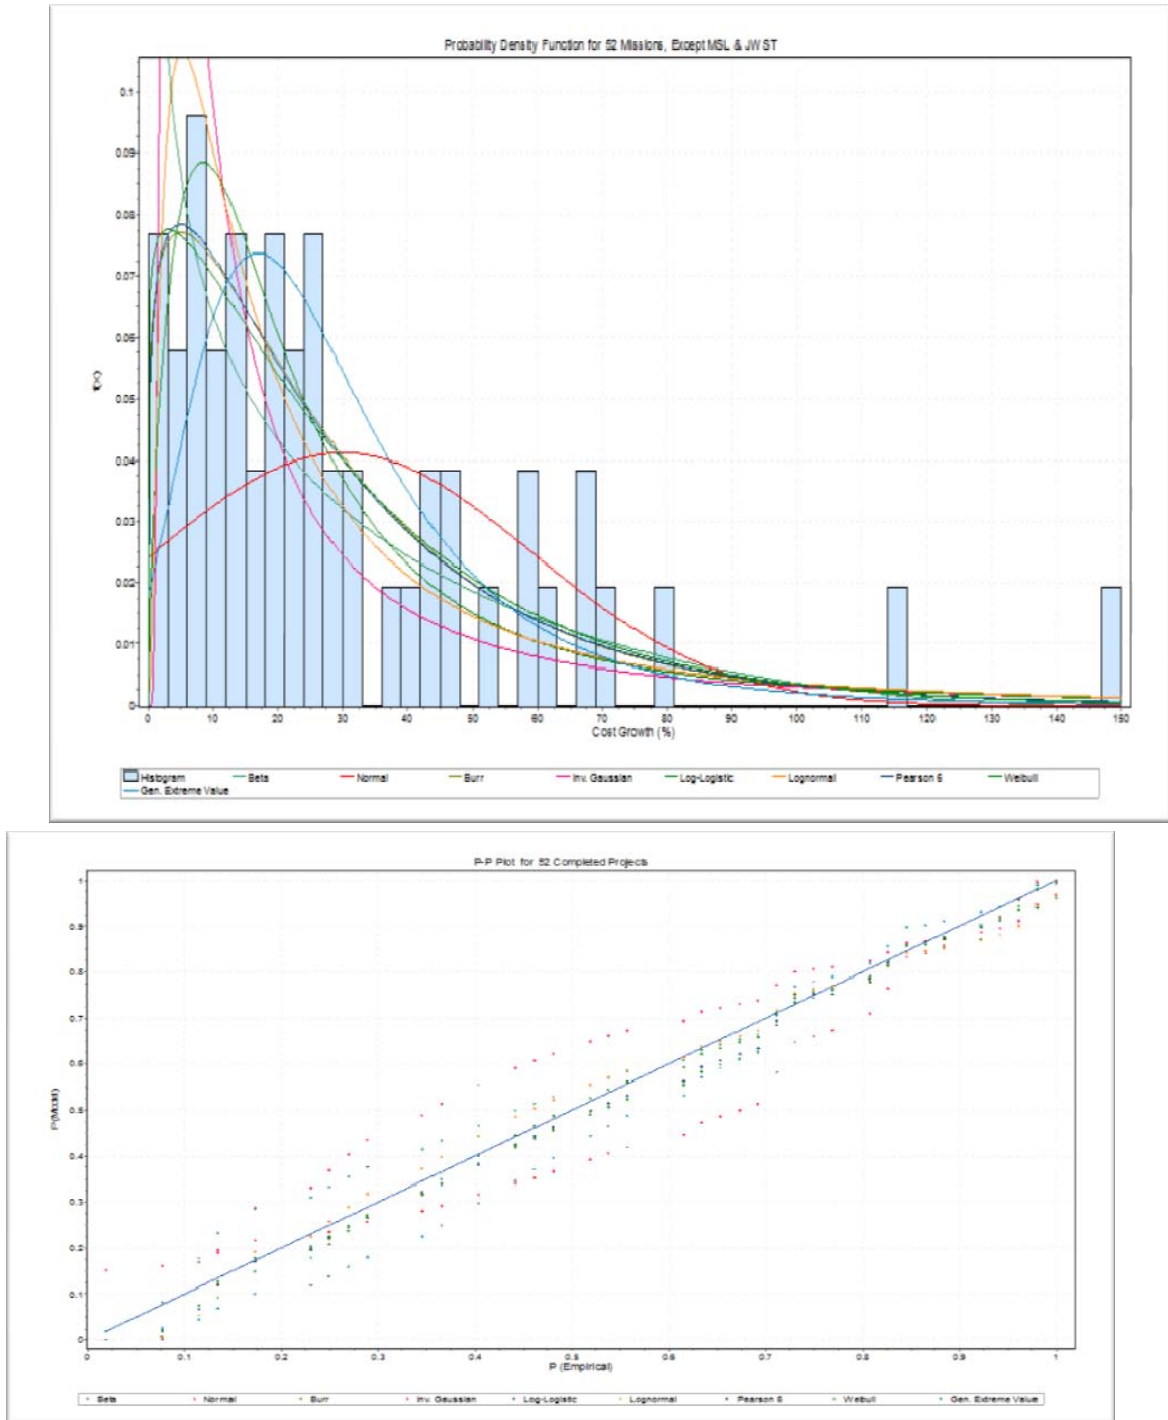 Probability Density Function for 52 Missions, Except MSL & JWST
0.1
0.09
0.08
0.07
0.06
0.05
0.04
0.03
0.02
0.01
0
f(x)
0 10 20 30 40 50 60 70 80 90 100 110 120 130 140 150
Cost Growth (%)
Histogram Beta Normal Burr Inv. Gaussian Log-Logistic Lognormal Pearson 6 Weibull
Gen. Extreme Value
P-P Plot for 52 Completed Projects
1
0.9
0.8
0.7
0.6
0.5
0.4
0.3
0.2
0.1
0
P (Model)
0 0.1 0.2 0.3 0.4 0.5 0.6 0.7 0.8 0.9 1
P (Empirical)
Beta Normal Burr Inv. Gaussian Log-Logistic Lognormal Pearson 6 Weibull Gen. Extreme Value